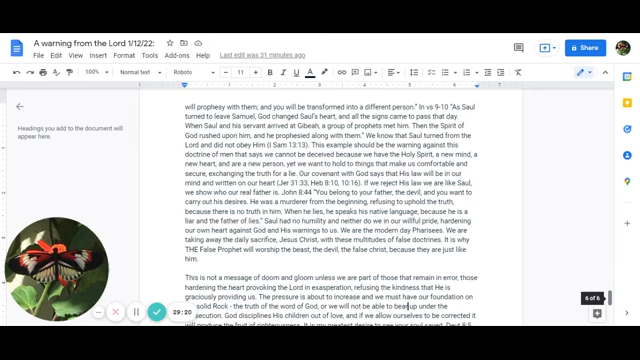 A warning from the Lord 1/12/22:
File Edit View Insert Format Tools Add-ons Help Last edit was 31 minutes ago
Share
100% Normal text Roboto 11 B I U A
Headings you add to the document will
appear here.
will prophesy with them; and you will be transformed into a different person." In vs 9-10 "As Saul
turned to leave Samuel, God changed Saul's heart, and all the signs came to pass that day.
When Saul and his servant arrived at Gibeah, a group of prophets met him. Then the Spirit of
God rushed upon him, and he prophesied along with them." We know that Saul turned from the
Lord and did not obey Him (I Sam 13:13). This example should be the warning against this
doctrine of men that says we cannot be deceived because we have the Holy Spirit, a new mind, a
new heart, and are a new person, yet we want to hold to things that make us comfortable and
secure, exchanging the truth for a lie. Our covenant with God says that His law will be in our
mind and written on our heart (Jer 31:33, Heb 8:10, 10:16). If we reject His law we are like Saul,
we show who our real father is. John 8:44 "You belong to your father, the devil, and you want to
carry out his desires. He was a murderer from the beginning, refusing to uphold the truth,
because there is no truth in him. When he lies, he speaks his native language, because he is a
liar and the father of lies." Saul had no humility and neither do we in our willful pride, hardening
our own heart against God and His warnings to us. We are the modern day Pharisees. We are
taking away the daily sacrifice, Jesus Christ, with these multitudes of false doctrines. It is why
THE False Prophet will worship the beast, the devil, the false christ, because they are just like
him.
This is not a message of doom and gloom unless we are part of those that remain in error, those
hardening the heart provoking the Lord in exasperation, refusing the kindness that He is
graciously providing us. The pressure is about to increase and we must have our foundation on
solid Rock - the truth of the word of God, or we will not be able to bear up under the
God disciplines His children out of love, and if we allow ourselves to be corrected it
will produce the fruit of righteousness. It is my greatest desire to see your soul saved.
6 of 6
29:20